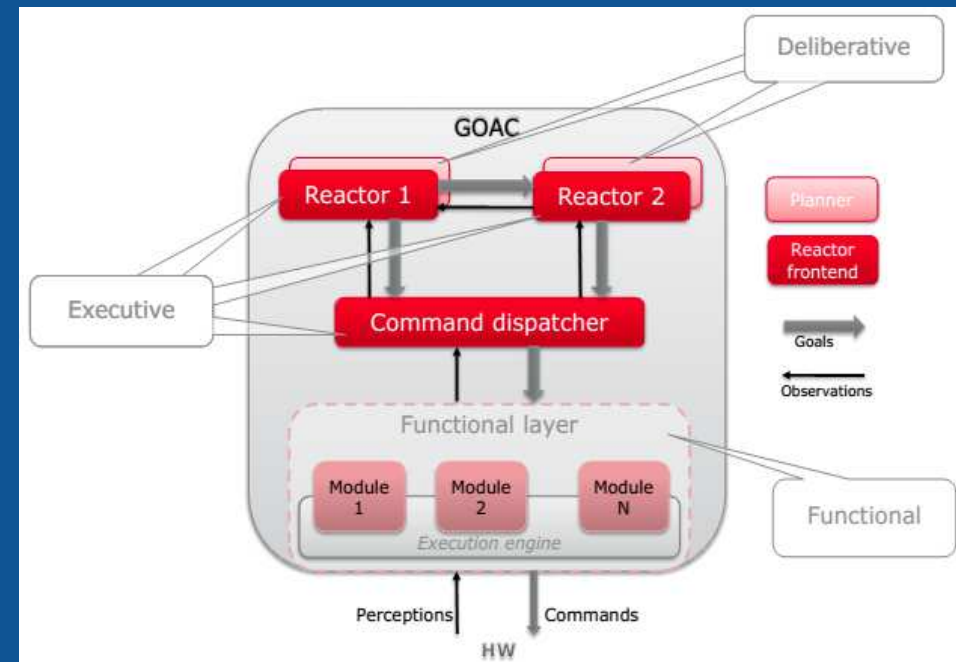 Deliberative
GOAC
Reactor 1
Reactor 2
Planner
Reactor
frontend
Executive
Command dispatcher
Goals
Observations
Functional layer
Module
1
Module
2
Module
N
Execution engine
Functional
Perceptions
Commands
HW